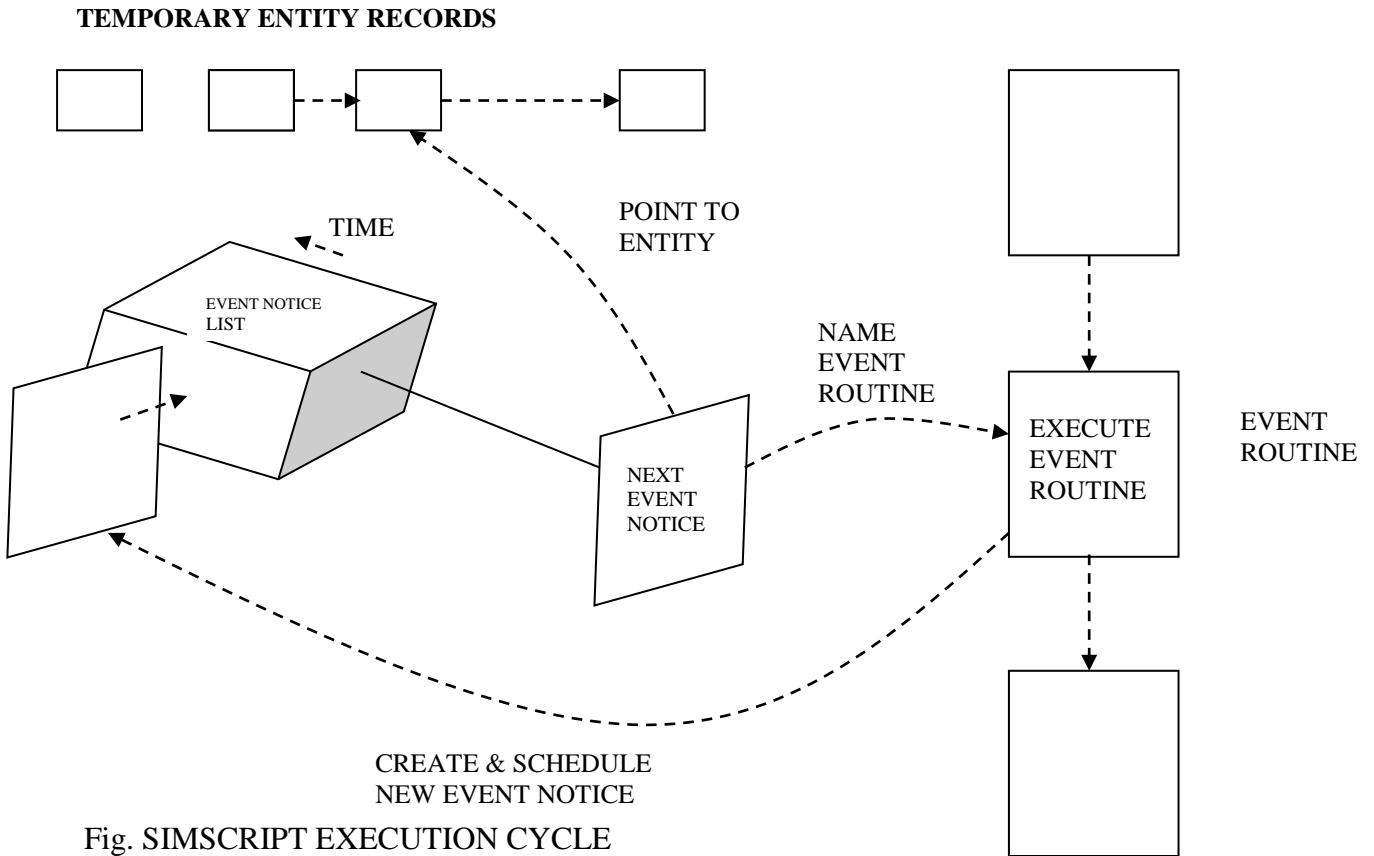 TEMPORARY ENTITY RECORDS
POINT TO
ENTITY
TIME
EVENT NOTICE
LIST
NAME
EVENT
ROUTINE
EXECUTE
EVENT
ROUTINE
EVENT
ROUTINE
NEXT
EVENT
NOTICE
CREATE & SCHEDULE
NEW EVENT NOTICE
Fig. SIMSCRIPT EXECUTION CYCLE